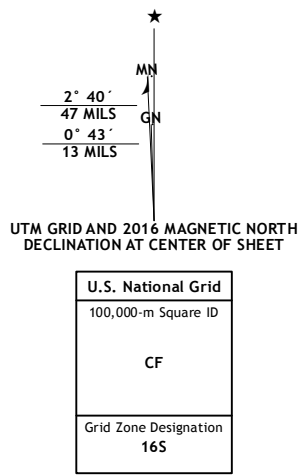 MN
2° 40´
47 MILS
GN
0° 43´
13 MILS
UTM GRID AND 2016 MAGNETIC NORTH
DECLINATION AT CENTER OF SHEET
U.S. National Grid
100,000-m Square ID
CF
Grid Zone Designation
16S